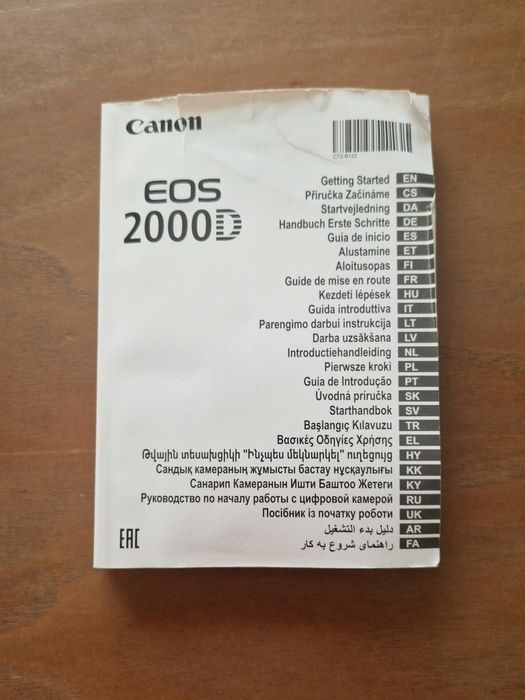 Canon
CT2-B122
EOS
2000D
Getting Started EN
Příručka Začínáme CS
Startvejledning DA
Handbuch Erste Schritte DE
Guía de inicio ES
Alustamine ET
Aloitusopas FI
Guide de mise en route FR
Kezdeti lépések HU
Guida introduttiva IT
Parengimo darbui instrukcija LT
Darba uzsākšana LV
Introductiehandleiding NL
Pierwsze kroki PL
Guia de Introdução PT
Úvodná príručka SK
Starthandbok SV
Başlangıç Kılavuzu TR
Βασικές Οδηγίες Χρήσης EL
Թվային տեսախցիկի "Ինչպես մեկնարկել" ուղեցույց HY
Сандық камераның жұмысты бастау нұсқаулығы KK
Санарип Камеранын Ишти Баштоо Жетеги KY
Руководство по началу работы с цифровой камерой RU
Посібник із початку роботи UK
دليل بدء التشغيل AR
راهنمای شروع به کار FA
EAC